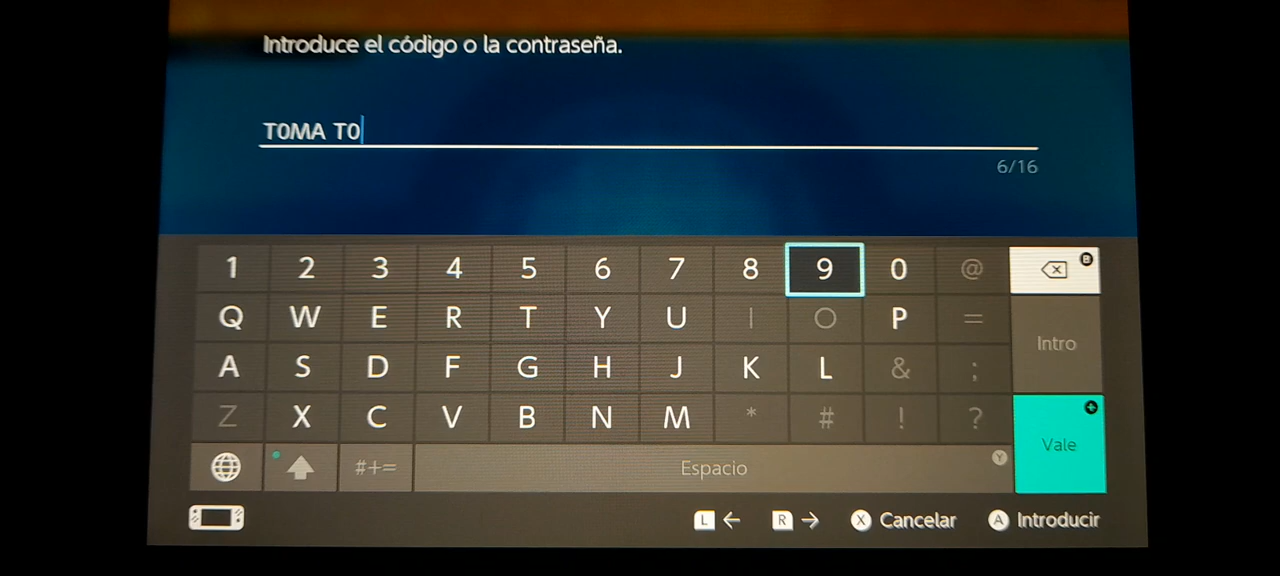 Introduce el código o la contraseña.
T0MA T0
6/16
1 2 3 4 5 6 7 8 9 0 @
Q W E R T Y U I O P =
Intro
A S D F G H J K L & ;
Z X C V B N M * # ! ?
Vale
#+= Espacio Y
L ← R → X Cancelar A Introducir